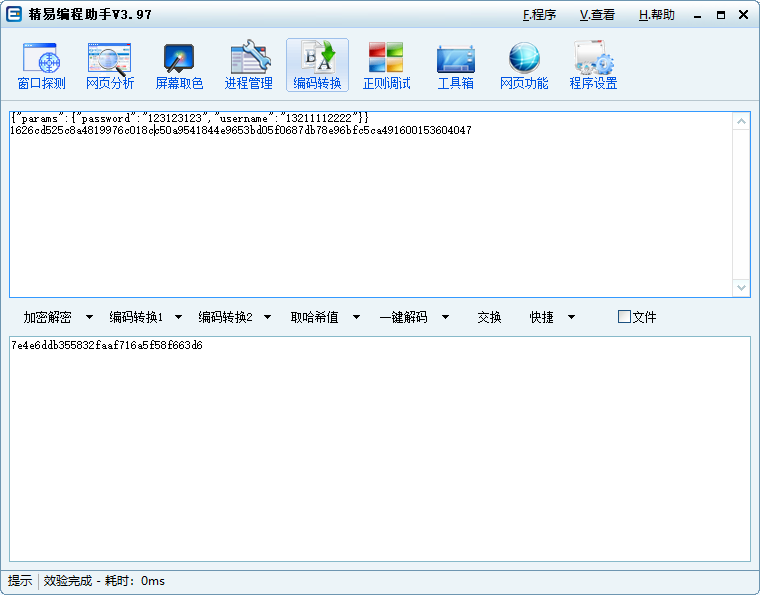 精易编程助手V3.97
F.程序 V.查看 H.帮助
窗口探测 网页分析 屏幕取色 进程管理 编码转换 正则调试 工具箱 网页功能 程序设置
{"params":{"password":"123123123","username":"13211112222"}}
1626cd525c8a4819976c018cc50a9541844e9653bd05f0687db78e96bfc5ca491600153604047
加密解密 编码转换1 编码转换2 取哈希值 一键解码 交换 快捷 文件
7e4e6ddb355832faaf716a5f58f663d6
提示 效验完成 - 耗时：0ms